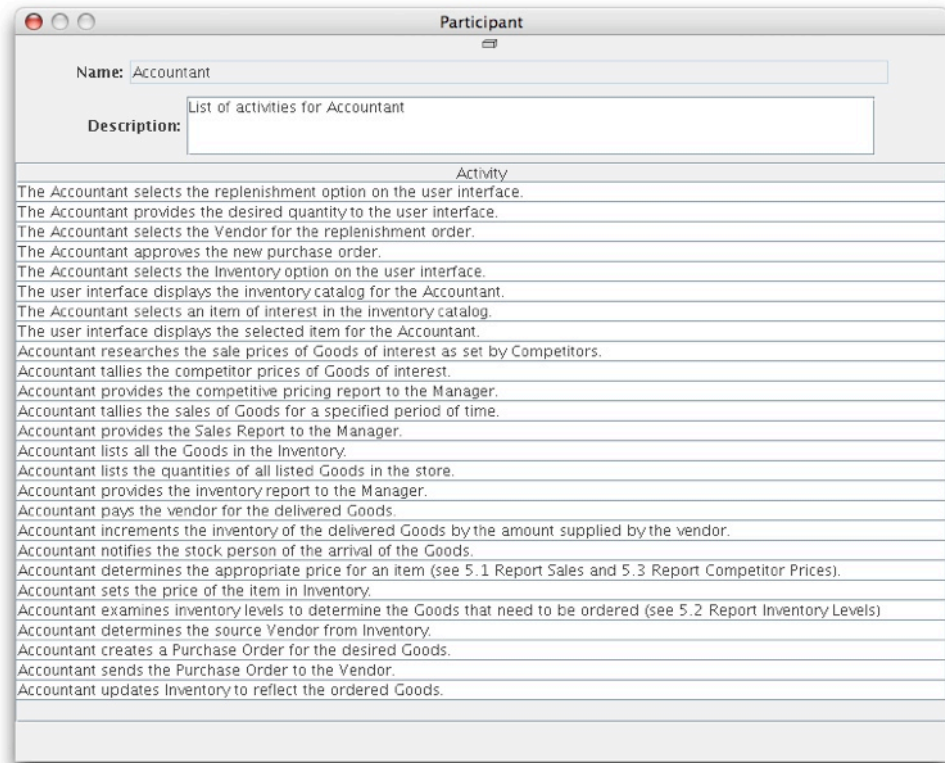 Participant
Name: Accountant
List of activities for Accountant
Description:
Activity
The Accountant selects the replenishment option on the user interface.
The Accountant provides the desired quantity to the user interface.
The Accountant selects the Vendor for the replenishment order.
The Accountant approves the new purchase order.
The Accountant selects the Inventory option on the user interface.
The user interface displays the inventory catalog for the Accountant.
The Accountant selects an item of interest in the inventory catalog.
The user interface displays the selected item for the Accountant.
Accountant researches the sale prices of Goods of interest as set by Competitors.
Accountant tallies the competitor prices of Goods of interest.
Accountant provides the competitive pricing report to the Manager.
Accountant tallies the sales of Goods for a specified period of time.
Accountant provides the Sales Report to the Manager.
Accountant lists all the Goods in the Inventory.
Accountant lists the quantities of all listed Goods in the store.
Accountant provides the inventory report to the Manager.
Accountant pays the vendor for the delivered Goods.
Accountant increments the inventory of the delivered Goods by the amount supplied by the vendor.
Accountant notifies the stock person of the arrival of the Goods.
Accountant determines the appropriate price for an item (see 5.1 Report Sales and 5.3 Report Competitor Prices).
Accountant sets the price of the item in Inventory.
Accountant examines inventory levels to determine the Goods that need to be ordered (see 5.2 Report Inventory Levels)
Accountant determines the source Vendor from Inventory.
Accountant creates a Purchase Order for the desired Goods.
Accountant sends the Purchase Order to the Vendor.
Accountant updates Inventory to reflect the ordered Goods.